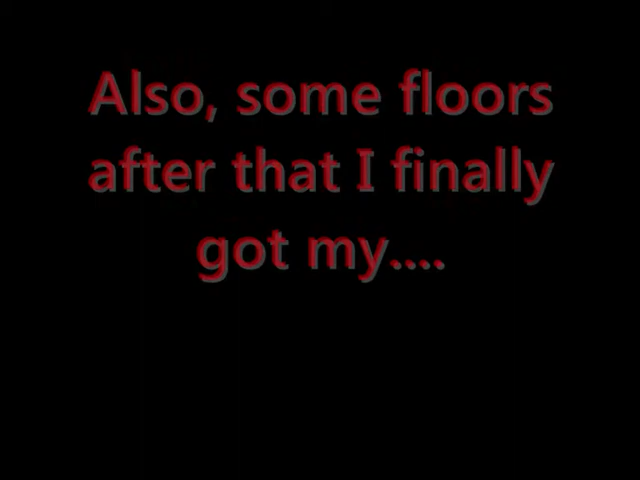 Also, some floors
after that I finally
got my....